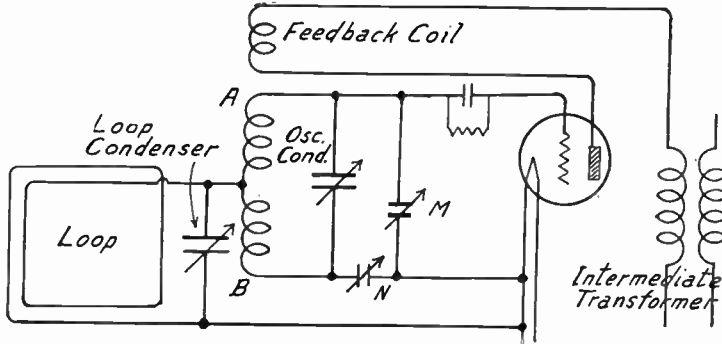 Feedback Coil
A
Loop
Condenser
Osc.
Cond.
M
Loop
B
N
Intermediate
Transformer